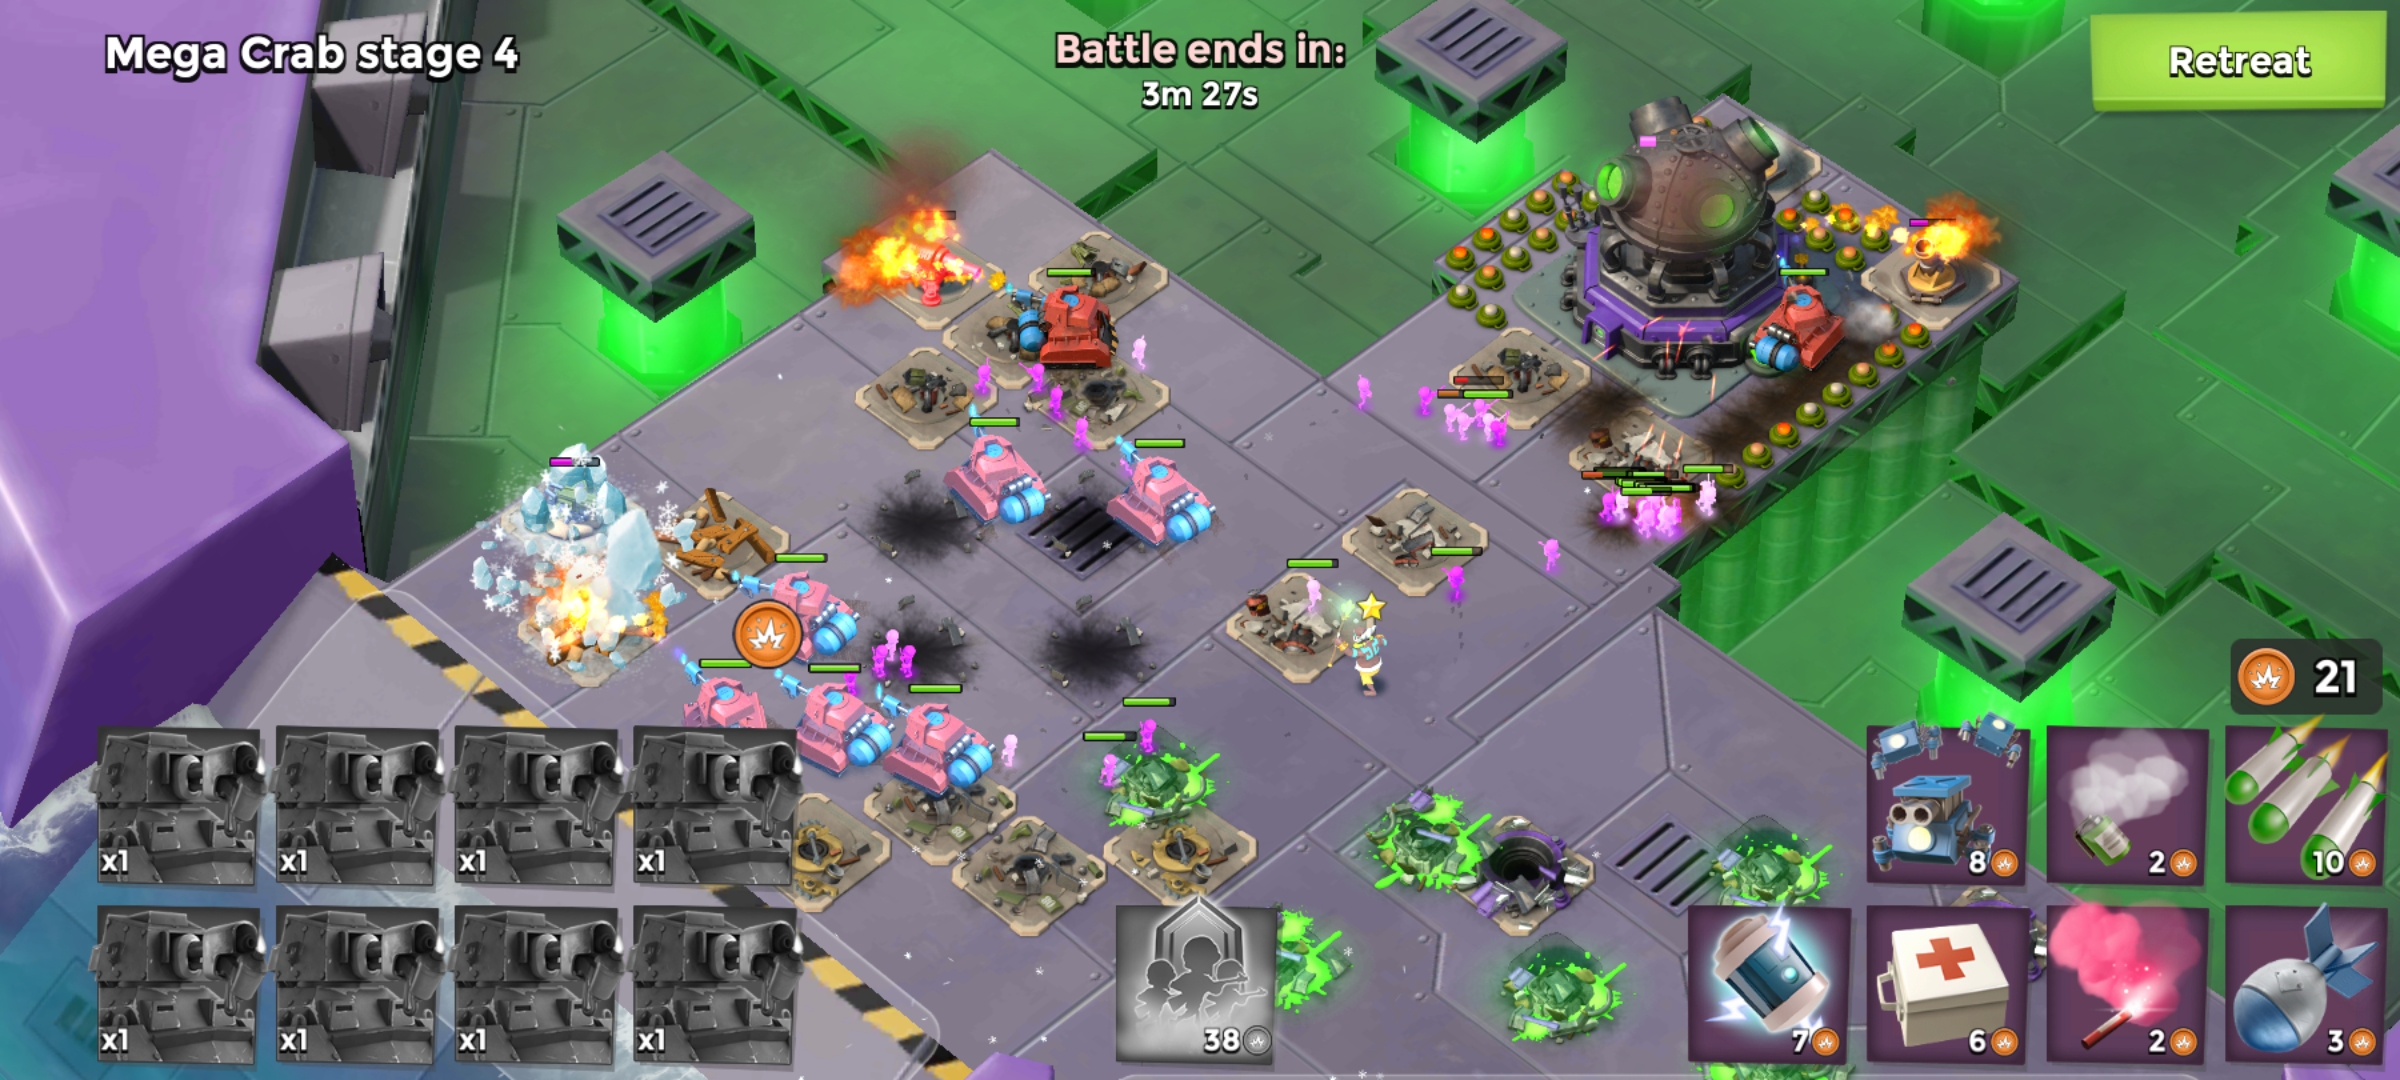 Mega Crab stage 4
Battle ends in:
3m 27s
Retreat
21
x1
x1
x1
x1
8
2
10
x1
x1
x1
x1
38
7
6
2
3